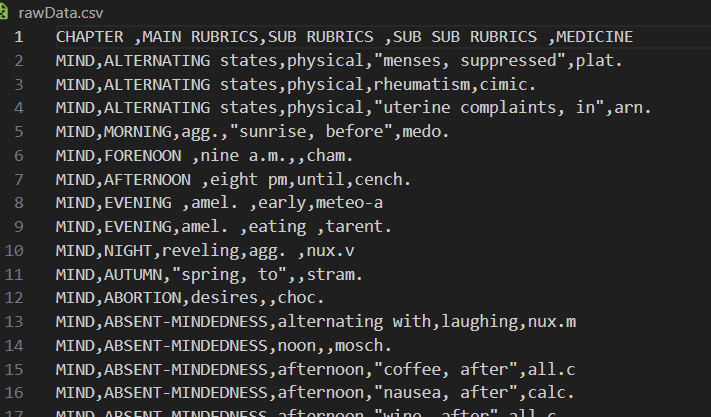 rawData.csv
1 CHAPTER ,MAIN RUBRICS,SUB RUBRICS ,SUB SUB RUBRICS ,MEDICINE
2 MIND,ALTERNATING states,physical,"menses, suppressed",plat.
3 MIND,ALTERNATING states,physical,rheumatism,cimic.
4 MIND,ALTERNATING states,physical,"uterine complaints, in",arn.
5 MIND,MORNING,agg.,"sunrise, before",medo.
6 MIND,FORENOON ,nine a.m.,,cham.
7 MIND,AFTERNOON ,eight pm,until,cench.
8 MIND,EVENING ,amel. ,early,meteo-a
9 MIND,EVENING,amel. ,eating ,tarent.
10 MIND,NIGHT,reveling,agg. ,nux.v
11 MIND,AUTUMN,"spring, to",,stram.
12 MIND,ABORTION,desires,,choc.
13 MIND,ABSENT-MINDEDNESS,alternating with,laughing,nux.m
14 MIND,ABSENT-MINDEDNESS,noon,,mosch.
15 MIND,ABSENT-MINDEDNESS,afternoon,"coffee, after",all.c
16 MIND,ABSENT-MINDEDNESS,afternoon,"nausea, after",calc.
17 MIND,ABSENT-MINDEDNESS,afternoon,"wine, after",all.c